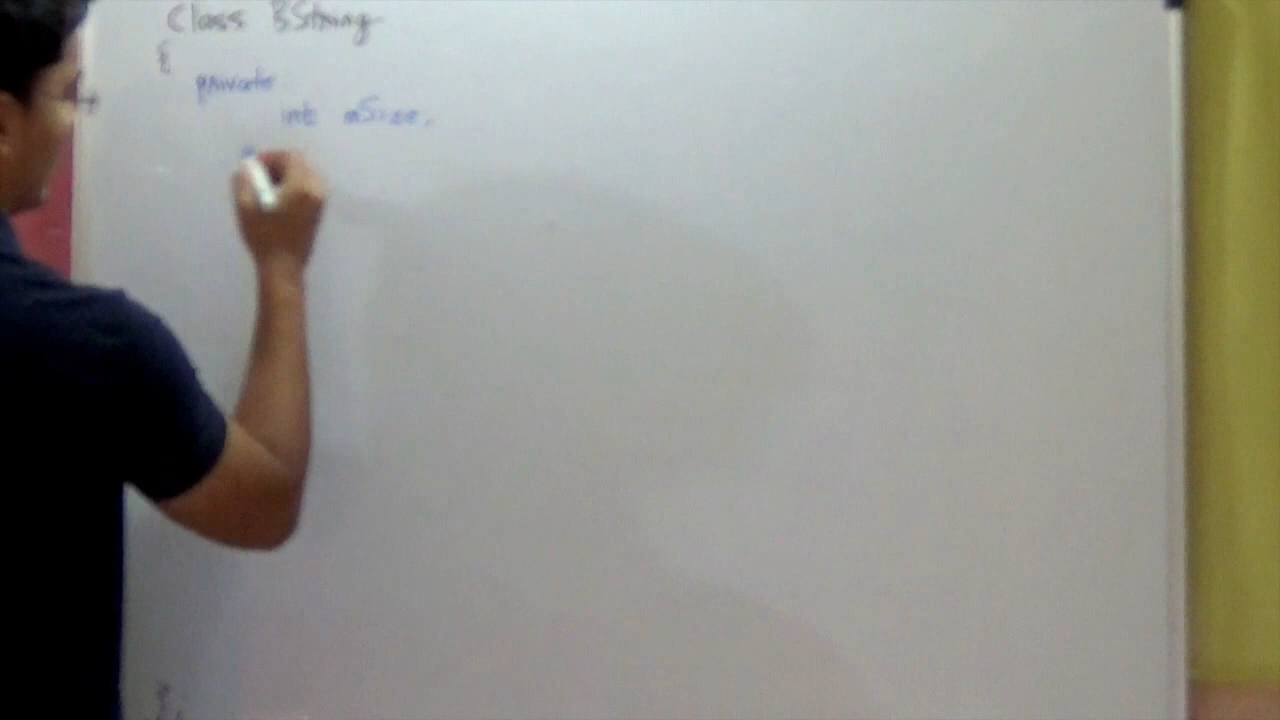 Class BString
{
private
int mSize,